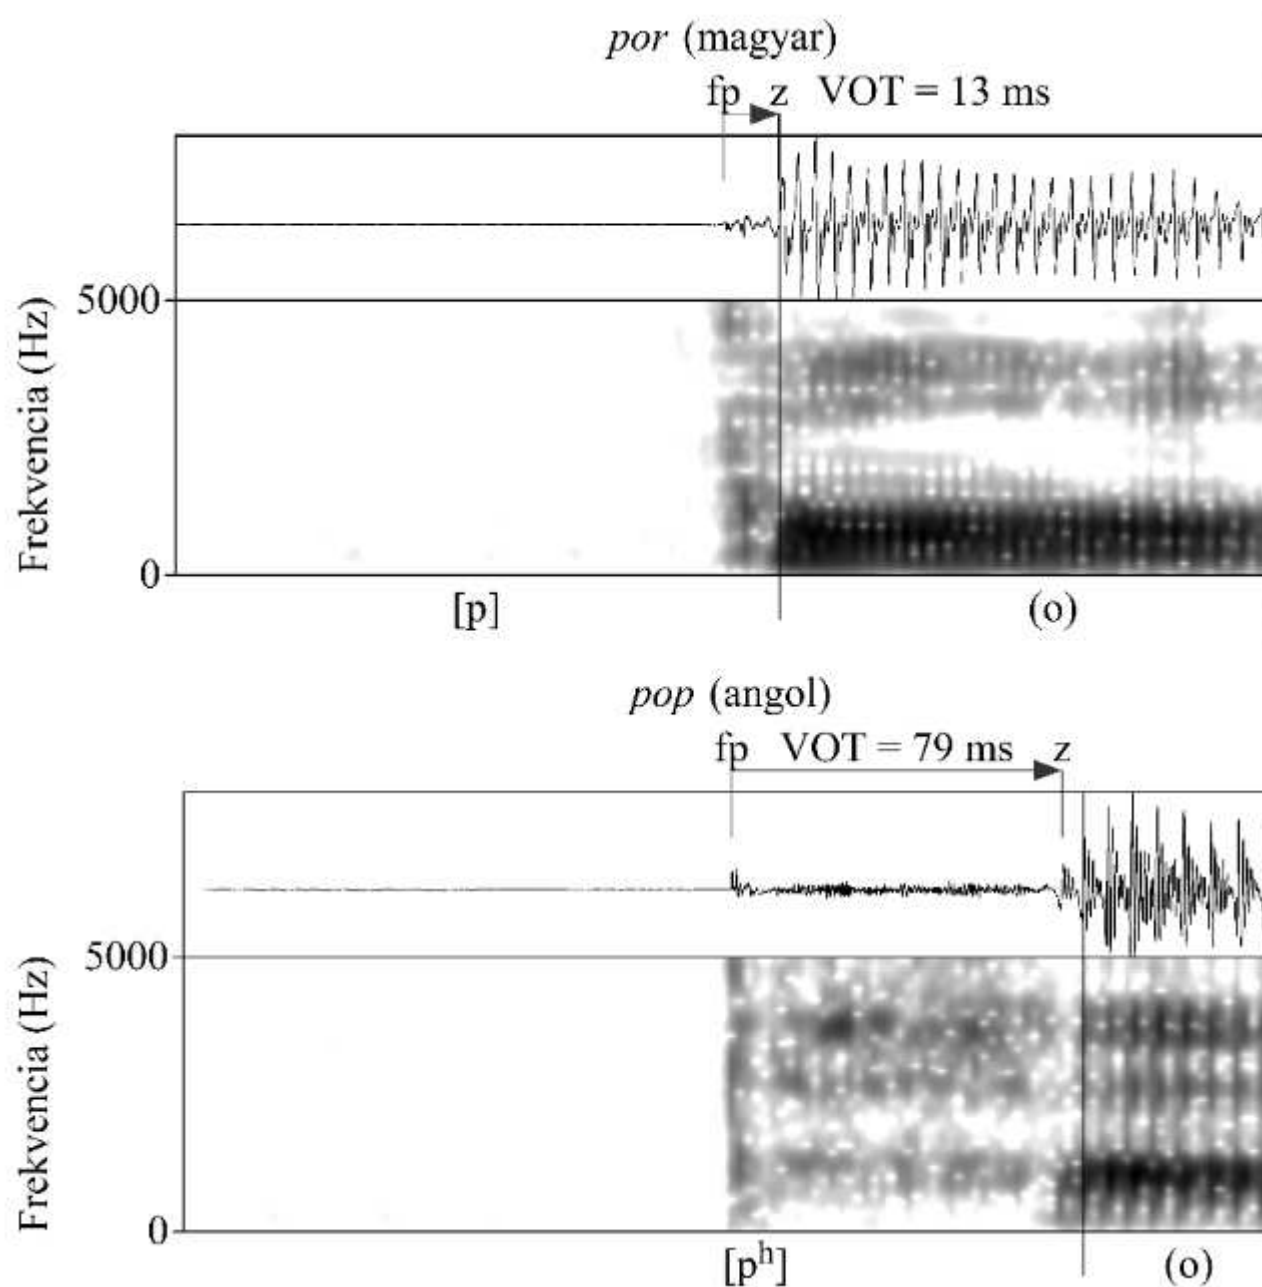 por (magyar)
fp z VOT = 13 ms
5000
Frekvencia (Hz)
0
[p] (o)
pop (angol)
fp VOT = 79 ms z
5000
Frekvencia (Hz)
0
[pʰ] (o)